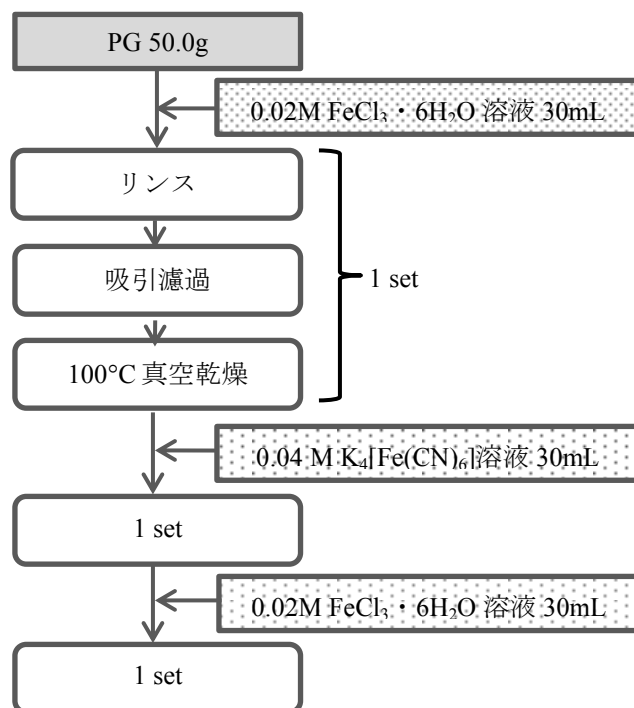 PG 50.0g
0.02M FeCl₃・6H₂O 溶液 30mL
リンス
吸引濾過
1 set
100°C 真空乾燥
0.04 M K₄[Fe(CN)₆]溶液 30mL
1 set
0.02M FeCl₃・6H₂O 溶液 30mL
1 set